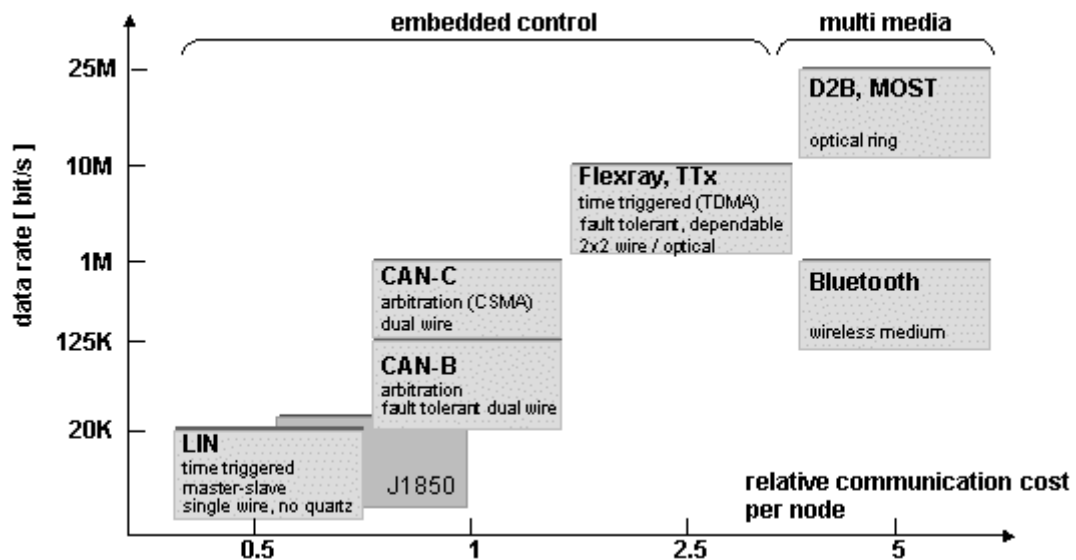 embedded control
multi media
25M
D2B, MOST
optical ring
10M
Flexray, TTx
time triggered (TDMA)
fault tolerant, dependable
2x2 wire / optical
data rate [ bit/s ]
1M
CAN-C
arbitration (CSMA)
dual wire
Bluetooth
wireless medium
125K
CAN-B
arbitration
fault tolerant dual wire
20K
LIN
time triggered
master-slave
single wire, no quartz
J1850
relative communication cost
per node
0.5
1
2.5
5